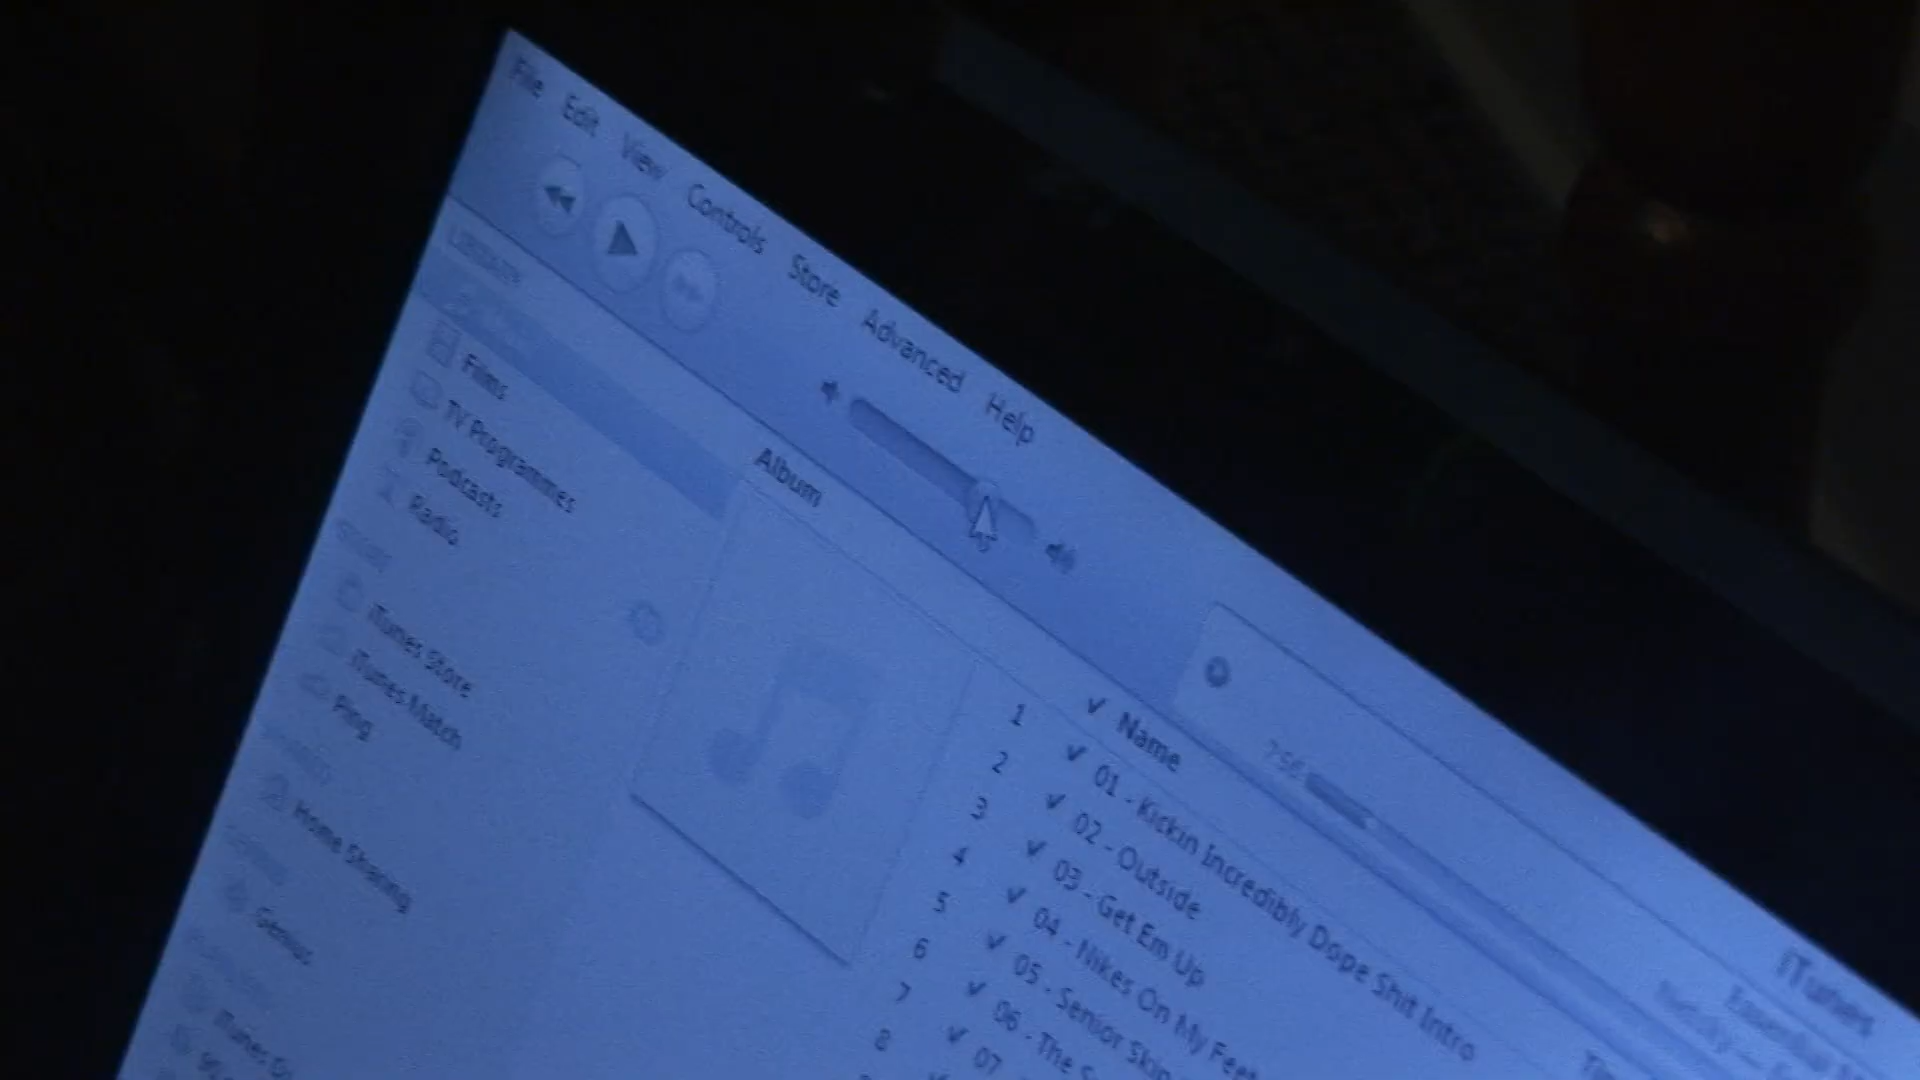 File Edit View Controls Store Advanced Help
iTunes
LIBRARY
Films
TV Programmes
Podcasts
Radio
STORE
iTunes Store
iTunes Match
Ping
Home Sharing
Genius
Album
✓ Name
1 ✓ 01 - Kickin Incredibly Dope Shit Intro
2 ✓ 02 - Outside
3 ✓ 03 - Get Em Up
4 ✓ 04 - Nikes On My Feet
5 ✓ 05 - Senior Skip
6 ✓ 06 - The
7 ✓ 07
8